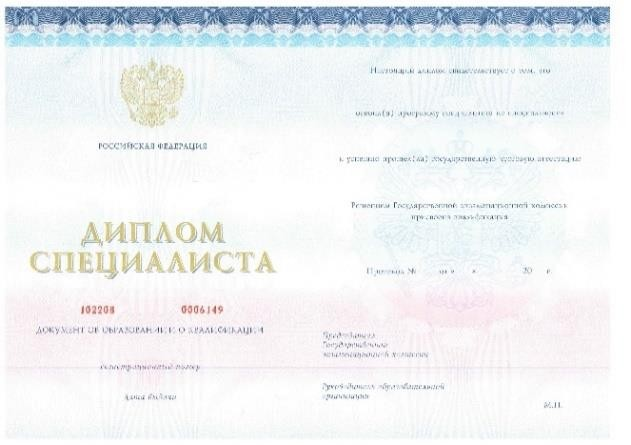 РОССИЙСКАЯ ФЕДЕРАЦИЯ
ДИПЛОМ
СПЕЦИАЛИСТА
102208 0006149
ДОКУМЕНТ ОБ ОБРАЗОВАНИИ И О КВАЛИФИКАЦИИ
Регистрационный номер
Дата выдачи
Настоящий диплом свидетельствует о том, что
освоил(а) программу специалитета по специальности
и успешно прошел(ла) государственную итоговую аттестацию
Решением Государственной экзаменационной комиссии
присвоена квалификация
Протокол № от « » 20 г.
Председатель
Государственной
экзаменационной комиссии
Руководитель образовательной
организации
М.П.